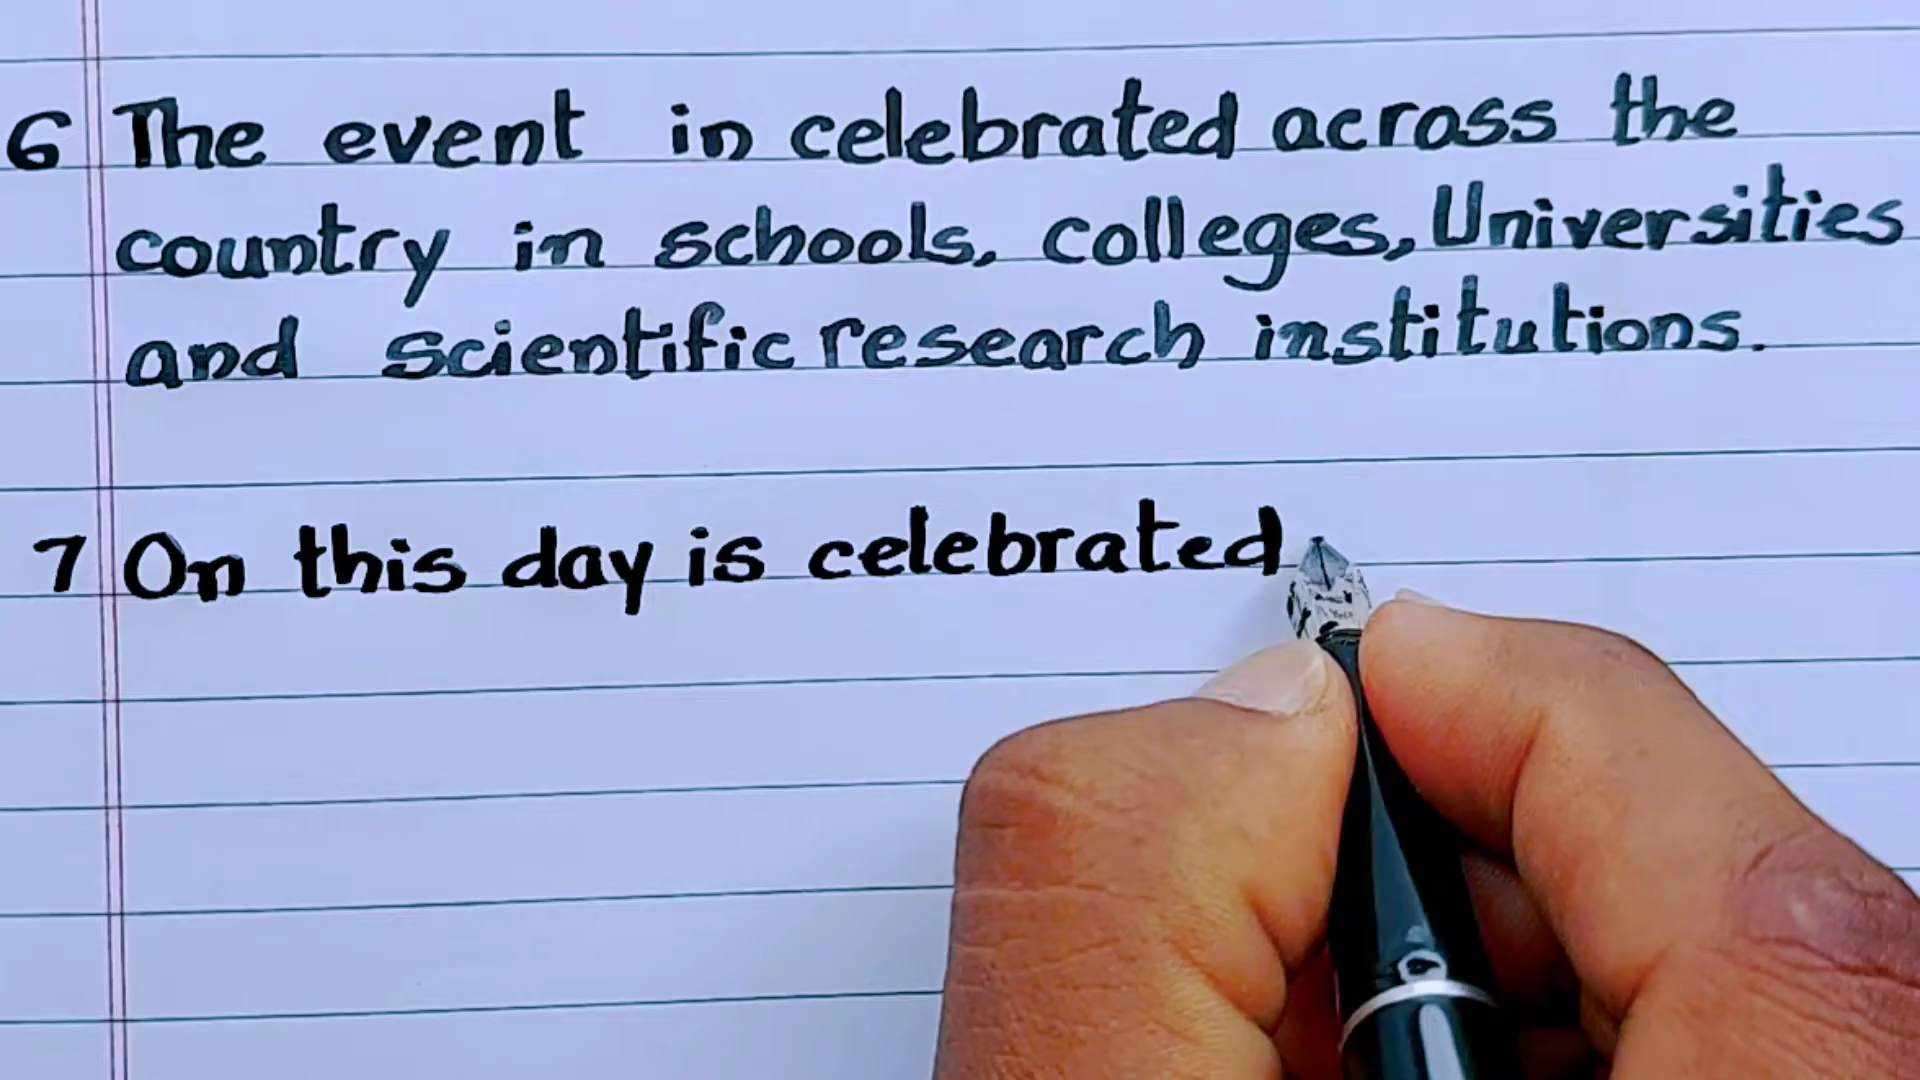 6 The event in celebrated across the
country in schools, colleges, Universities
and scientific research institutions.
7 On this day is celebrated